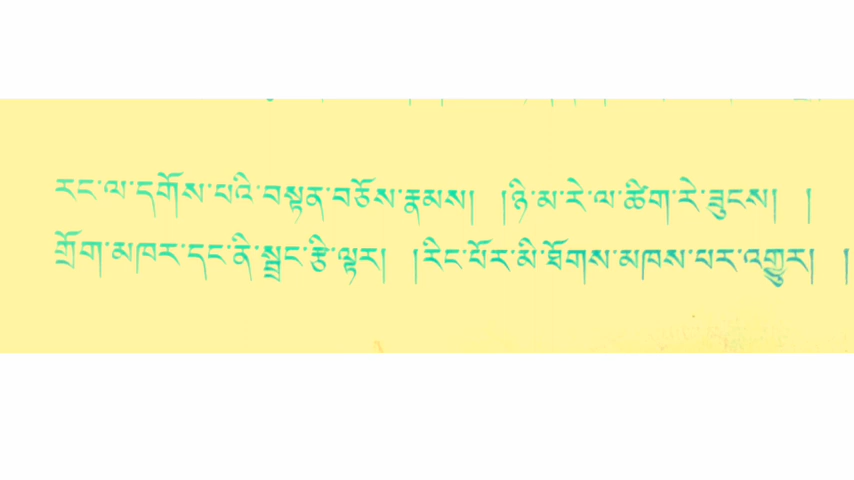 རང་ལ་དགོས་པའི་བསྟན་བཅོས་རྣམས། །ཉི་མ་རེ་ལ་ཚིག་རེ་ཟུངས། །
གྲོག་མཁར་དང་ནི་སྦྲང་རྩི་ལྟར། །རིང་པོར་མི་ཐོགས་མཁས་པར་འགྱུར། །